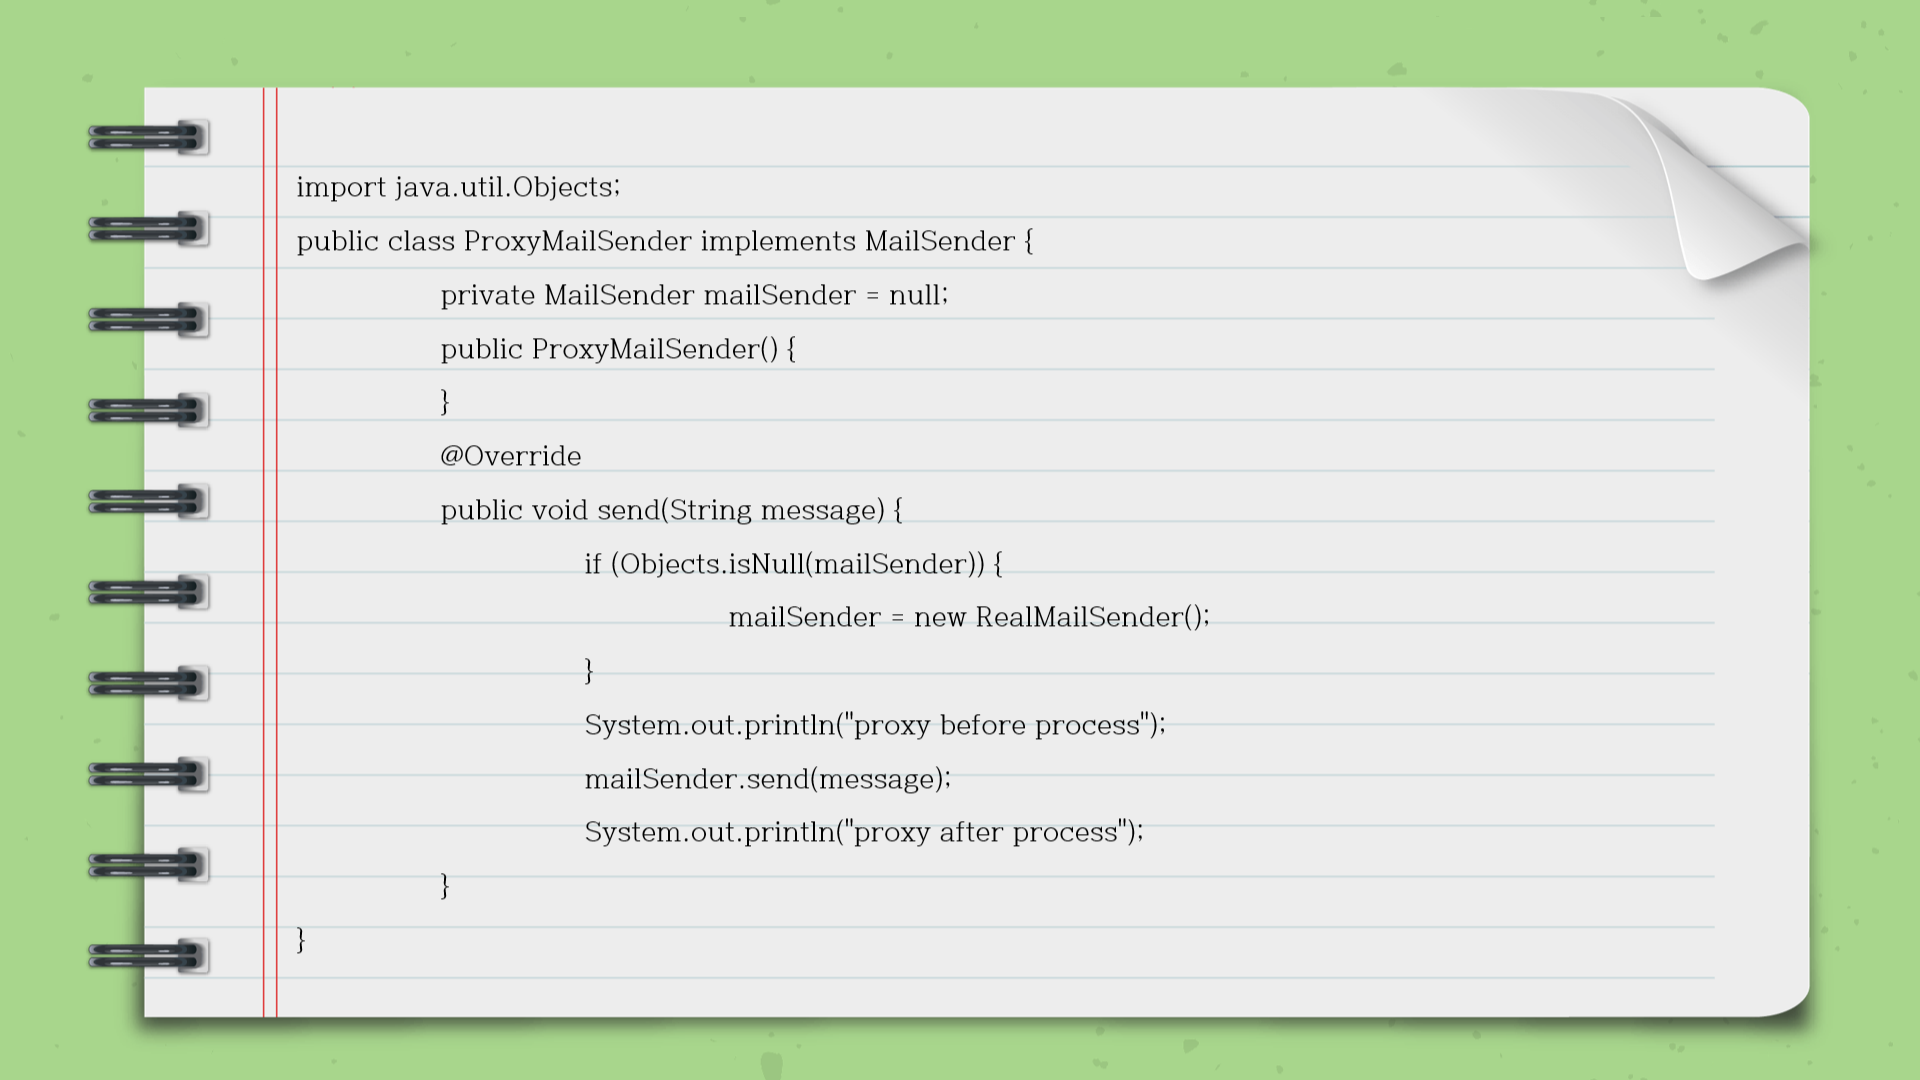 import java.util.Objects;
public class ProxyMailSender implements MailSender {
private MailSender mailSender = null;
public ProxyMailSender() {
}
@Override
public void send(String message) {
if (Objects.isNull(mailSender)) {
mailSender = new RealMailSender();
}
System.out.println("proxy before process");
mailSender.send(message);
System.out.println("proxy after process");
}
}